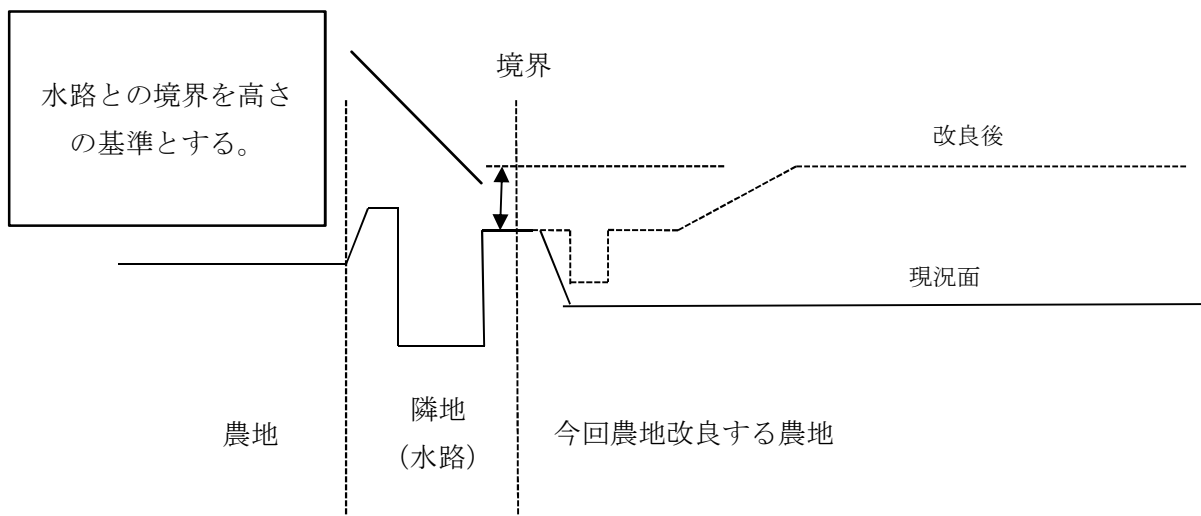 水路との境界を高さ
の基準とする。
境界
改良後
現況面
農地
隣地
(水路)
今回農地改良する農地